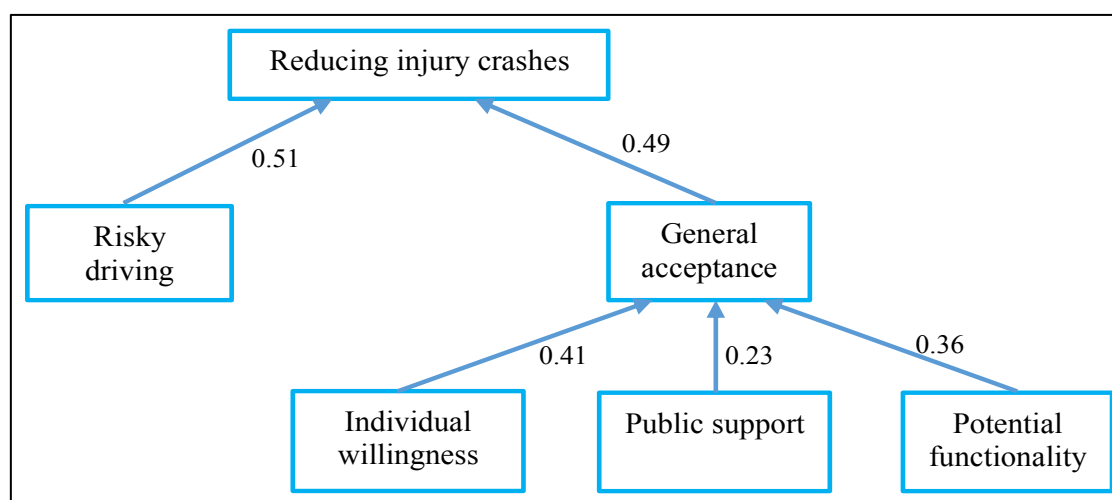 Reducing injury crashes
0.51
0.49
Risky
driving
General
acceptance
0.41
0.23
0.36
Individual
willingness
Public support
Potential
functionality